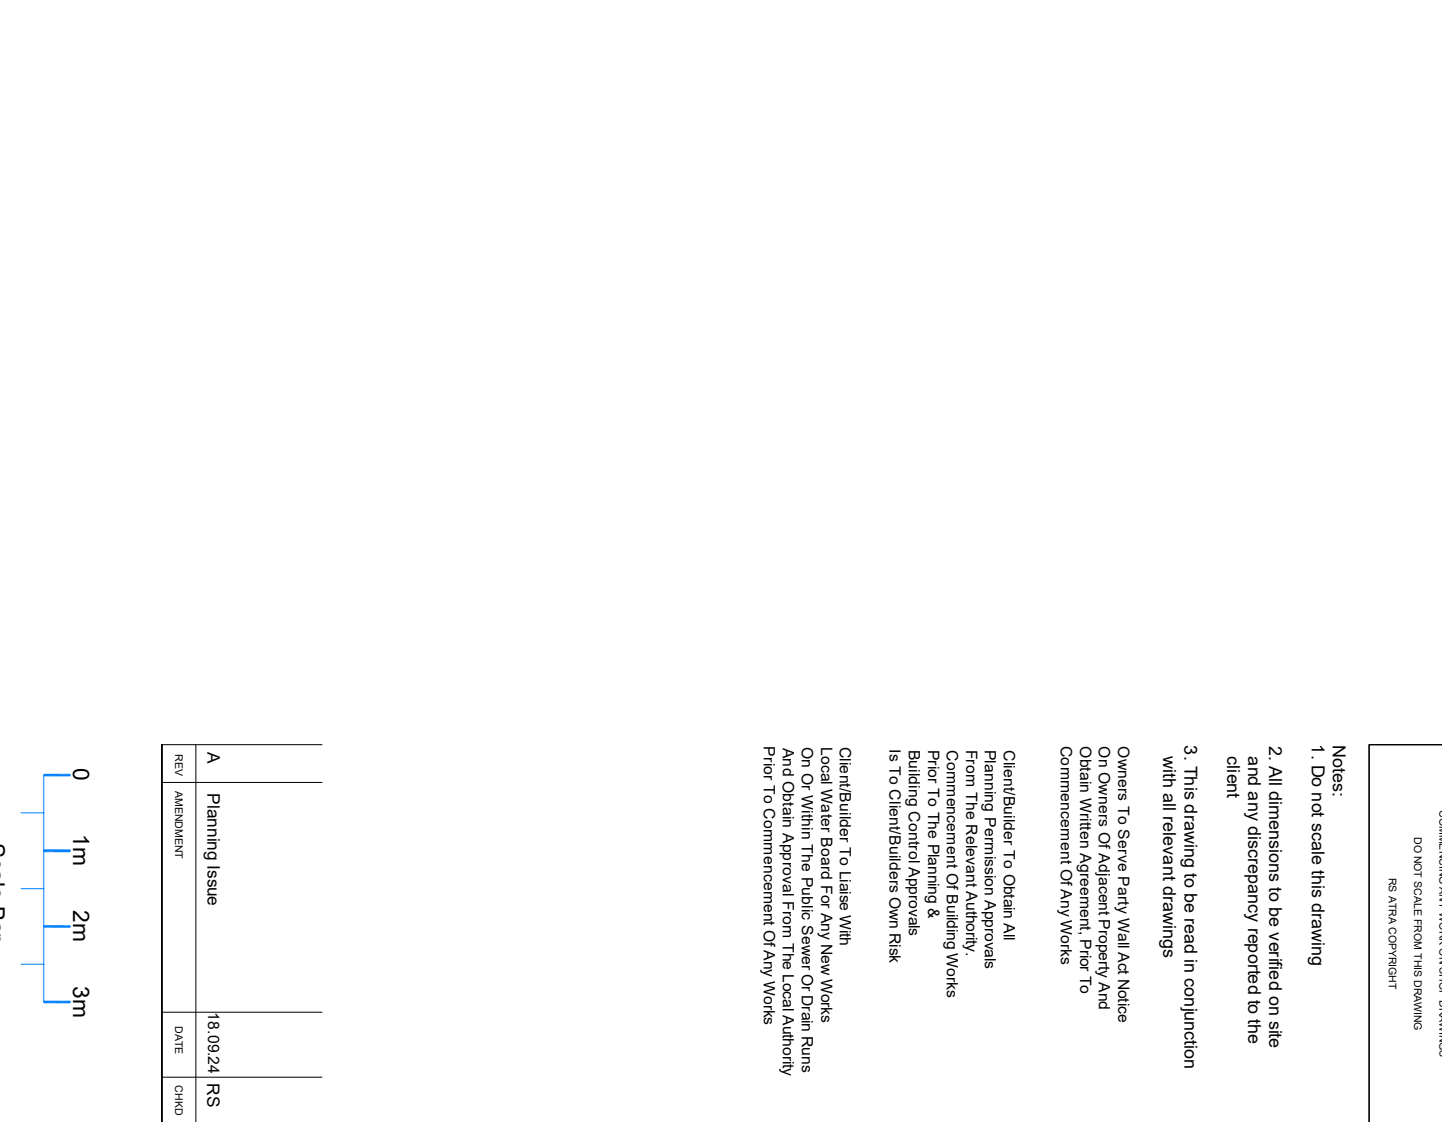 DO NOT SCALE FROM THIS DRAWING
RS ATRA COPYRIGHT
Notes:
1. Do not scale this drawing
2. All dimensions to be verified on site
and any discrepancy reported to the
client
3. This drawing to be read in conjunction
with all relevant drawings
Owners To Serve Party Wall Act Notice
On Owners Of Adjacent Property And
Obtain Written Agreement, Prior To
Commencement Of Any Works
Client/Builder To Obtain All
Planning Permission Approvals
From The Relevant Authority.
Commencement Of Building Works
Prior To The Planning &
Building Control Approvals
Is To Client/Builders Own Risk
Client/Builder To Liaise With
Local Water Board For Any New Works
On Or Within The Public Sewer Or Drain Runs
And Obtain Approval From The Local Authority
Prior To Commencement Of Any Works
A Planning Issue 18.09.24 RS
REV AMENDMENT DATE CHKD
0 1m 2m 3m